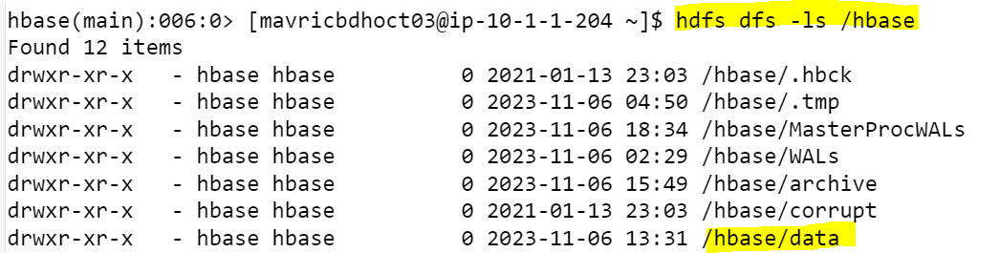 hbase(main):006:0> [mavricbdhoct03@ip-10-1-1-204 ~]$ hdfs dfs -ls /hbase
Found 12 items
drwxr-xr-x   - hbase hbase          0 2021-01-13 23:03 /hbase/.hbck
drwxr-xr-x   - hbase hbase          0 2023-11-06 04:50 /hbase/.tmp
drwxr-xr-x   - hbase hbase          0 2023-11-06 18:34 /hbase/MasterProcWALs
drwxr-xr-x   - hbase hbase          0 2023-11-06 02:29 /hbase/WALs
drwxr-xr-x   - hbase hbase          0 2023-11-06 15:49 /hbase/archive
drwxr-xr-x   - hbase hbase          0 2021-01-13 23:03 /hbase/corrupt
drwxr-xr-x   - hbase hbase          0 2023-11-06 13:31 /hbase/data